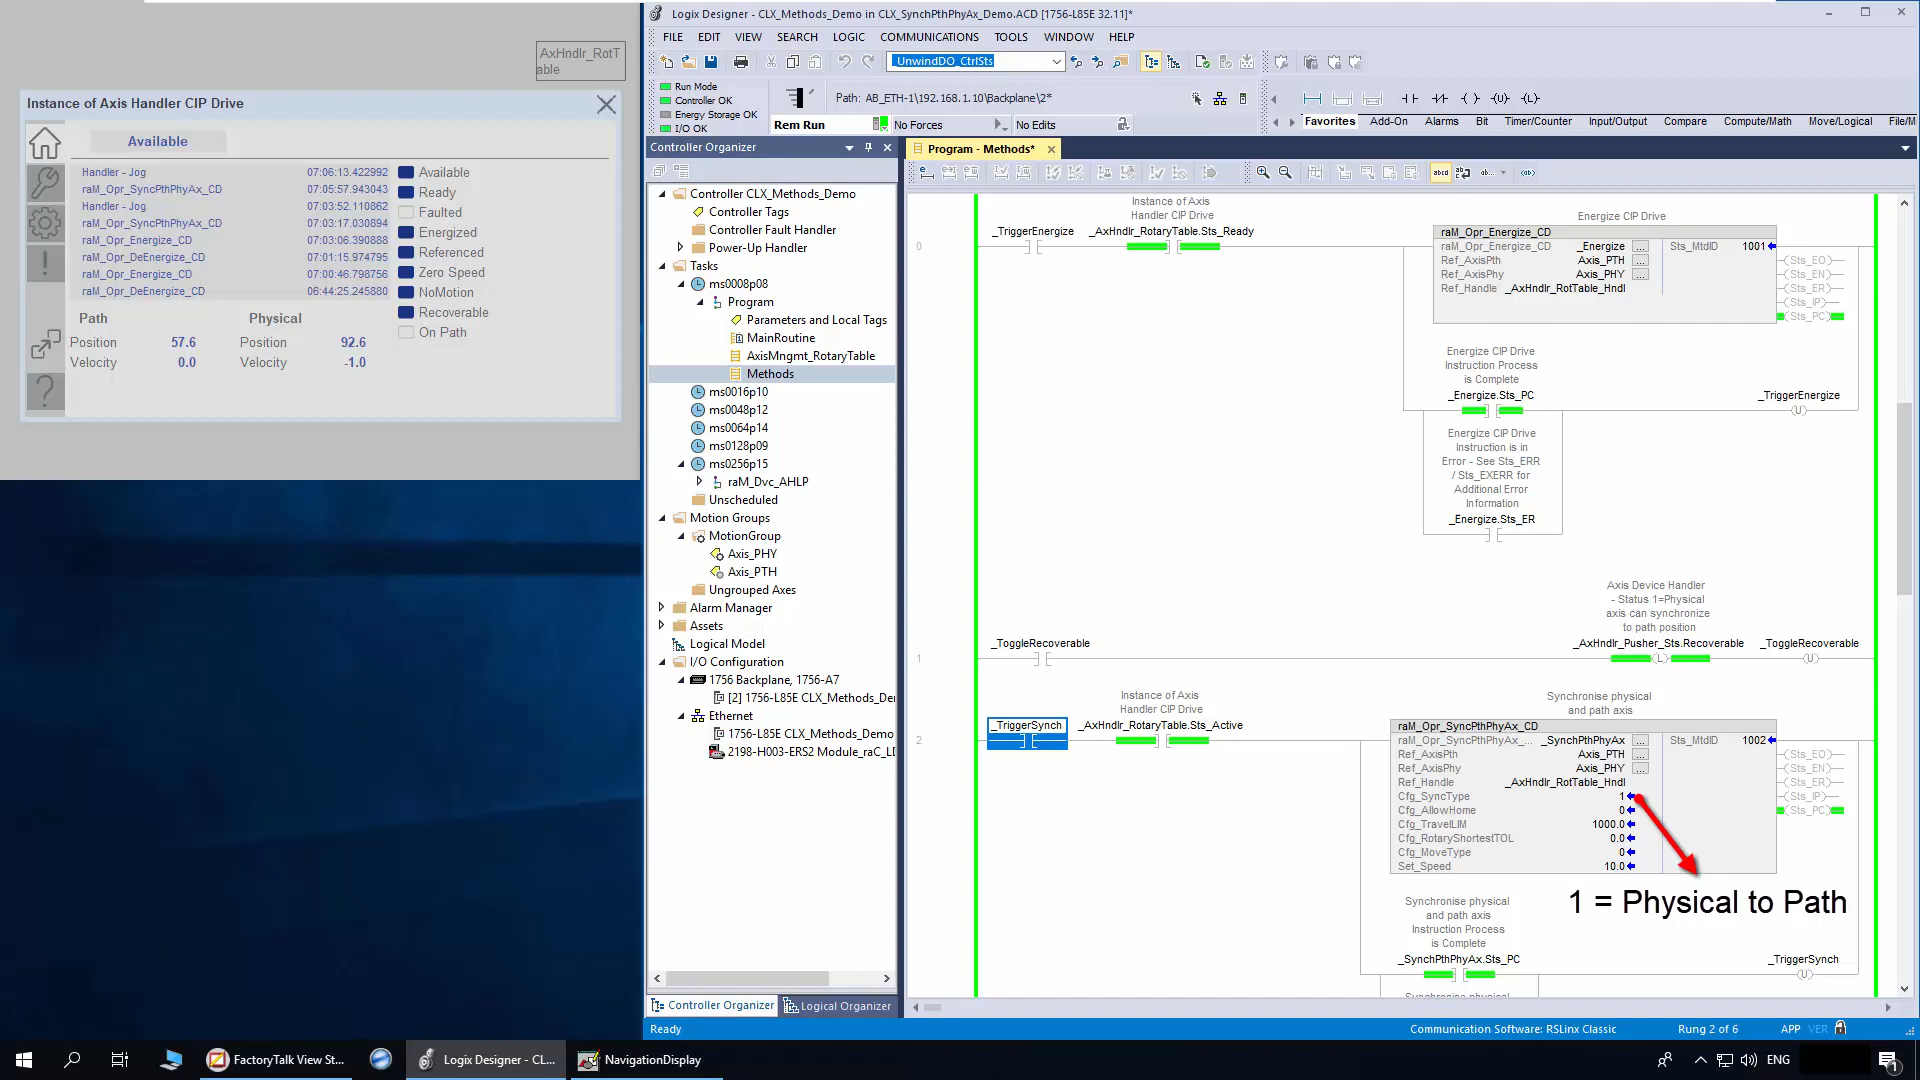 AxHndlr_RotT
able
Instance of Axis Handler CIP Drive
Available
Handler - Jog 07:06:13.422992
raM_Opr_SyncPthPhyAx_CD 07:05:57.943043
Handler - Jog 07:03:52.110862
raM_Opr_SyncPthPhyAx_CD 07:03:17.030894
raM_Opr_Energize_CD 07:03:06.390888
raM_Opr_DeEnergize_CD 07:01:15.974795
raM_Opr_Energize_CD 07:00:46.798756
raM_Opr_DeEnergize_CD 06:44:25.245880
Available
Ready
Faulted
Energized
Referenced
Zero Speed
NoMotion
Recoverable
On Path
Path Physical
Position 57.6 Position 92.6
Velocity 0.0 Velocity -1.0
Logix Designer - CLX_Methods_Demo in CLX_SynchPthPhyAx_Demo.ACD [1756-L85E 32.11]*
FILE EDIT VIEW SEARCH LOGIC COMMUNICATIONS TOOLS WINDOW HELP
UnwindDO_CtrlSts
Run Mode
Controller OK
Energy Storage OK
I/O OK
Path: AB_ETH-1\192.168.1.10\Backplane\2*
Rem Run No Forces No Edits
Favorites Add-On Alarms Bit Timer/Counter Input/Output Compare Compute/Math Move/Logical File/M
Controller Organizer
Program - Methods*
Controller CLX_Methods_Demo
Controller Tags
Controller Fault Handler
Power-Up Handler
Tasks
ms0008p08
Program
Parameters and Local Tags
MainRoutine
AxisMngmt_RotaryTable
Methods
ms0016p10
ms0048p12
ms0064p14
ms0128p09
ms0256p15
raM_Dvc_AHLP
Unscheduled
Motion Groups
MotionGroup
Axis_PHY
Axis_PTH
Ungrouped Axes
Alarm Manager
Assets
Logical Model
I/O Configuration
1756 Backplane, 1756-A7
[2] 1756-L85E CLX_Methods_De
Ethernet
1756-L85E CLX_Methods_Demo
2198-H003-ERS2 Module_raC_LD
Controller Organizer Logical Organizer
0
_TriggerEnergize
Instance of Axis
Handler CIP Drive
_AxHndlr_RotaryTable.Sts_Ready
Energize CIP Drive
raM_Opr_Energize_CD
raM_Opr_Energize_CD _Energize ... Sts_MtdID 1001
Ref_AxisPth Axis_PTH ... (Sts_EO)
Ref_AxisPhy Axis_PHY ... (Sts_EN)
Ref_Handle _AxHndlr_RotTable_Hndl (Sts_ER)
(Sts_IP)
(Sts_PC)
Energize CIP Drive
Instruction Process
is Complete
_Energize.Sts_PC
_TriggerEnergize
U
Energize CIP Drive
Instruction is in
Error - See Sts_ERR
/ Sts_EXERR for
Additional Error
Information
_Energize.Sts_ER
1
_ToggleRecoverable
Axis Device Handler
- Status 1=Physical
axis can synchronize
to path position
_AxHndlr_Pusher_Sts.Recoverable
L
_ToggleRecoverable
U
2
_TriggerSynch
Instance of Axis
Handler CIP Drive
_AxHndlr_RotaryTable.Sts_Active
Synchronise physical
and path axis
raM_Opr_SyncPthPhyAx_CD
raM_Opr_SyncPthPhyAx_... _SynchPthPhyAx ... Sts_MtdID 1002
Ref_AxisPth Axis_PTH ... (Sts_EO)
Ref_AxisPhy Axis_PHY ... (Sts_EN)
Ref_Handle _AxHndlr_RotTable_Hndl (Sts_ER)
Cfg_SyncType 1 (Sts_IP)
Cfg_AllowHome 0 (Sts_PC)
Cfg_TravelLIM 1000.0
Cfg_RotaryShortestTOL 0.0
Cfg_MoveType 0
Set_Speed 10.0
1 = Physical to Path
Synchronise physical
and path axis
Instruction Process
is Complete
_SynchPthPhyAx.Sts_PC
_TriggerSynch
U
Synchronise physical
Ready Communication Software: RSLinx Classic Rung 2 of 6 APP VER
FactoryTalk View St... Logix Designer - CL... NavigationDisplay ENG 1